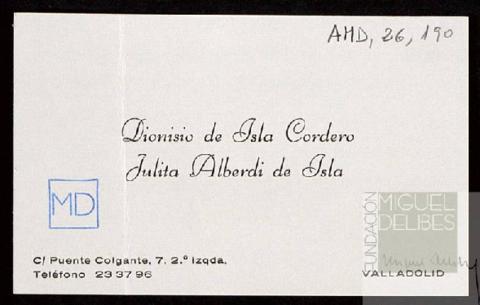 AMD, 26, 190
Dionisio de Isla Cordero
Julita Alberdi de Isla
MD
C/ Puente Colgante, 7. 2.º Izqda.
Teléfono 23 37 96
VALLADOLID
FUNDACIÓN
MIGUEL
DELIBES